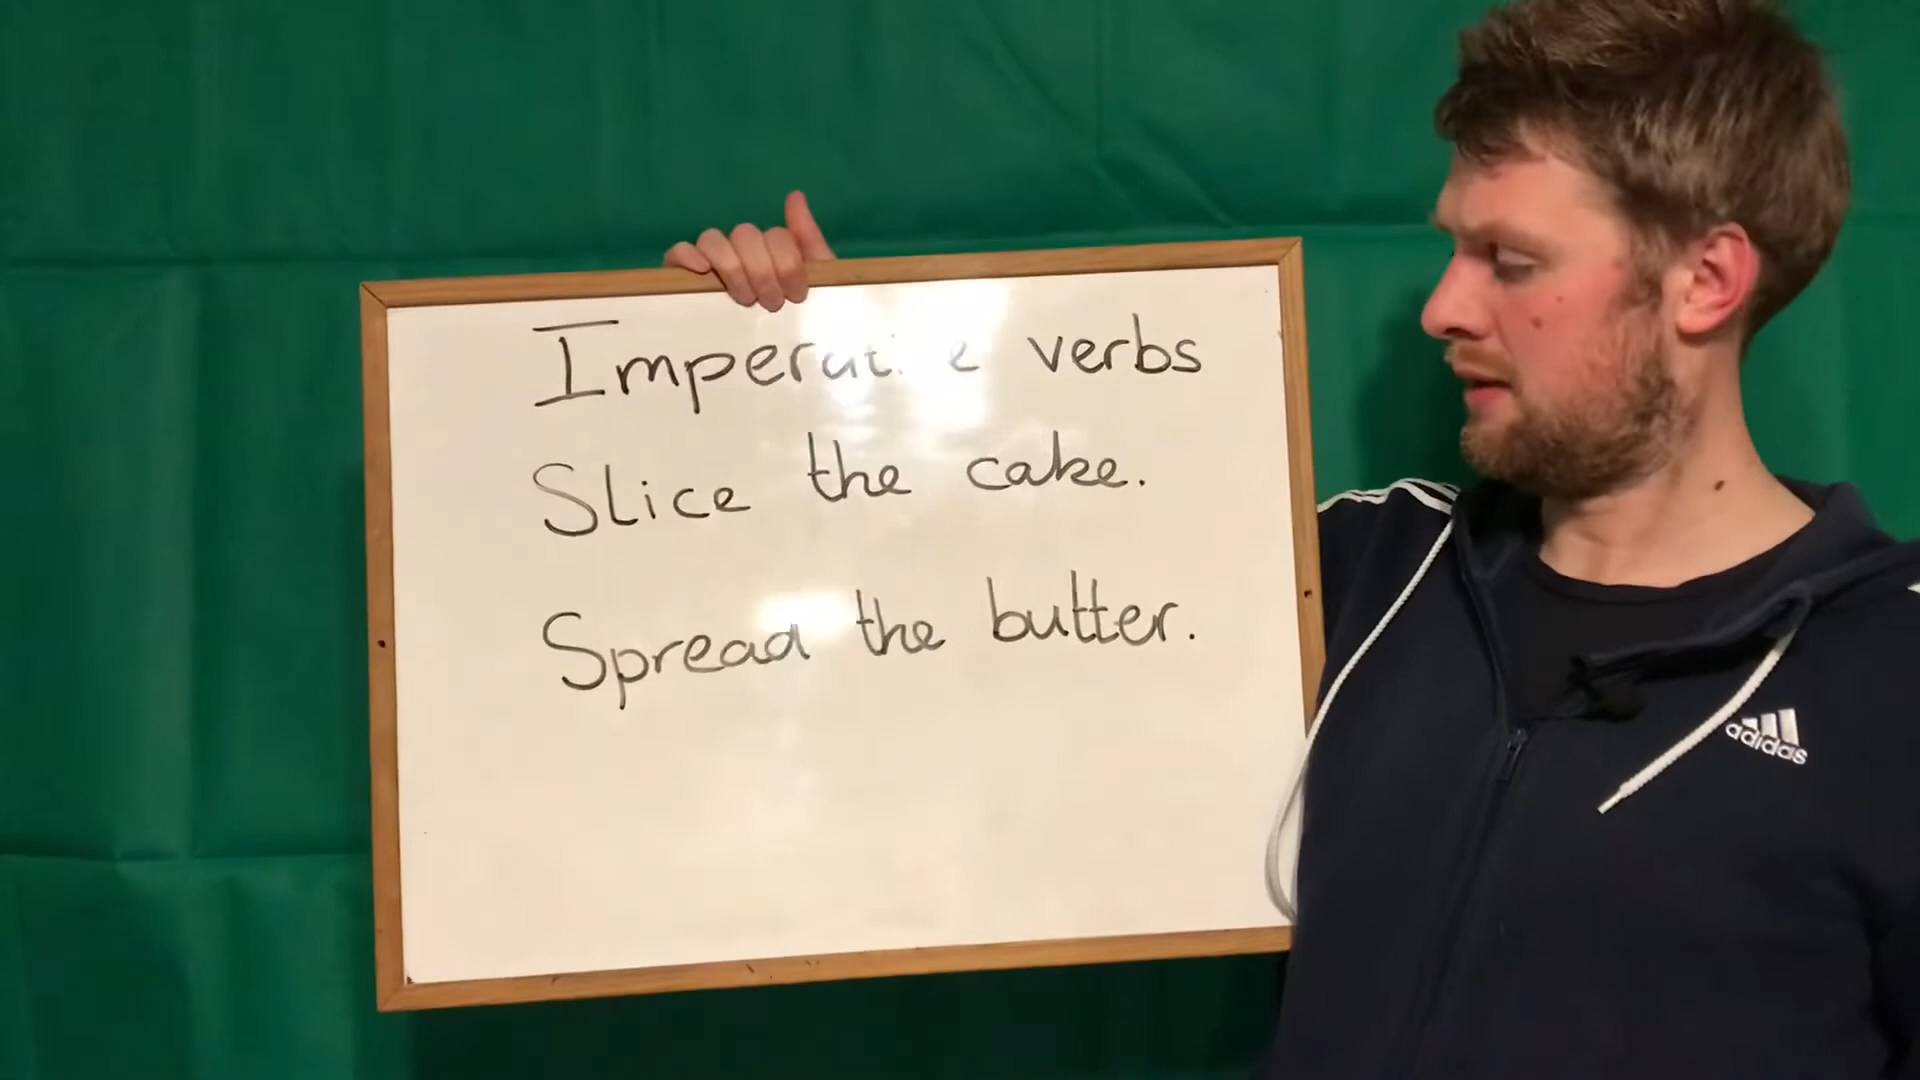 Imperative verbs
Slice the cake.
Spread the butter.
adidas